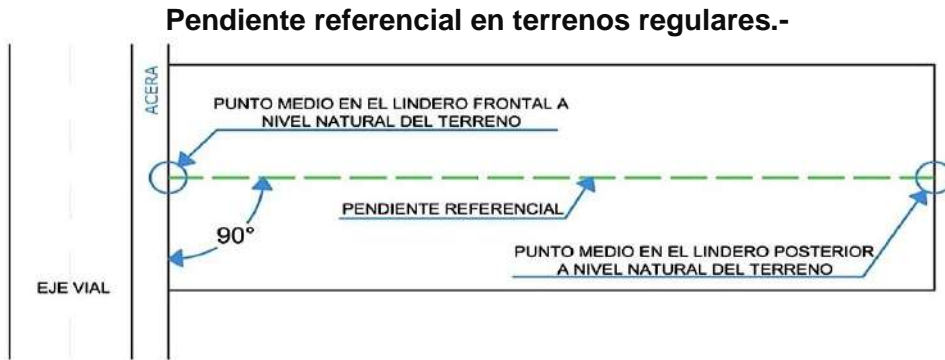 Pendiente referencial en terrenos regulares.-
ACERA
PUNTO MEDIO EN EL LINDERO FRONTAL A
NIVEL NATURAL DEL TERRENO
PENDIENTE REFERENCIAL
90°
PUNTO MEDIO EN EL LINDERO POSTERIOR
A NIVEL NATURAL DEL TERRENO
EJE VIAL